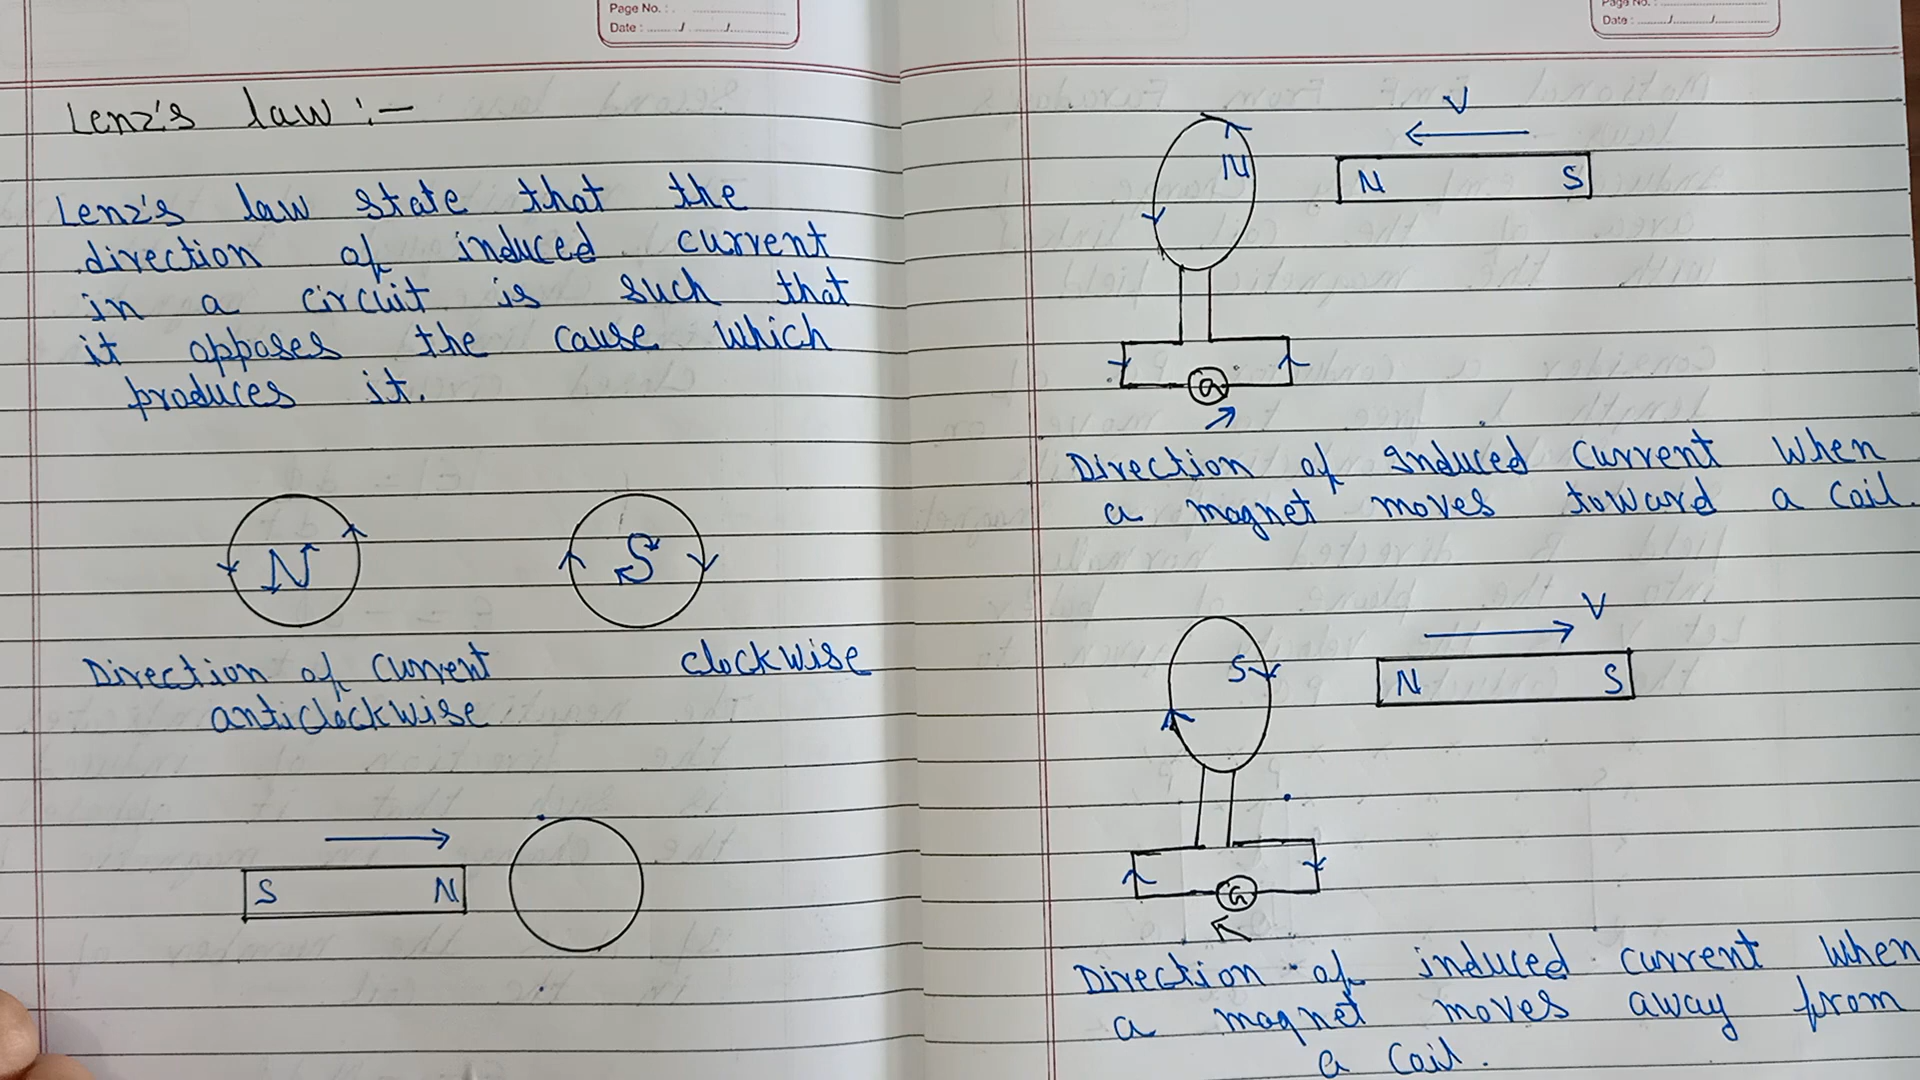 Page No. :
Date : ....../....../............
Lenz's law :-
Lenz's law state that the
direction of induced current
in a circuit is such that
it opposes the cause which
produces it.
N
S
Direction of current
anticlockwise
clockwise
S N
Page No. :
Date : ....../....../............
V
N
N S
G
Direction of Induced current when
a magnet moves toward a coil.
V
S
N S
G
Direction of induced current when
a magnet moves away from
a coil.